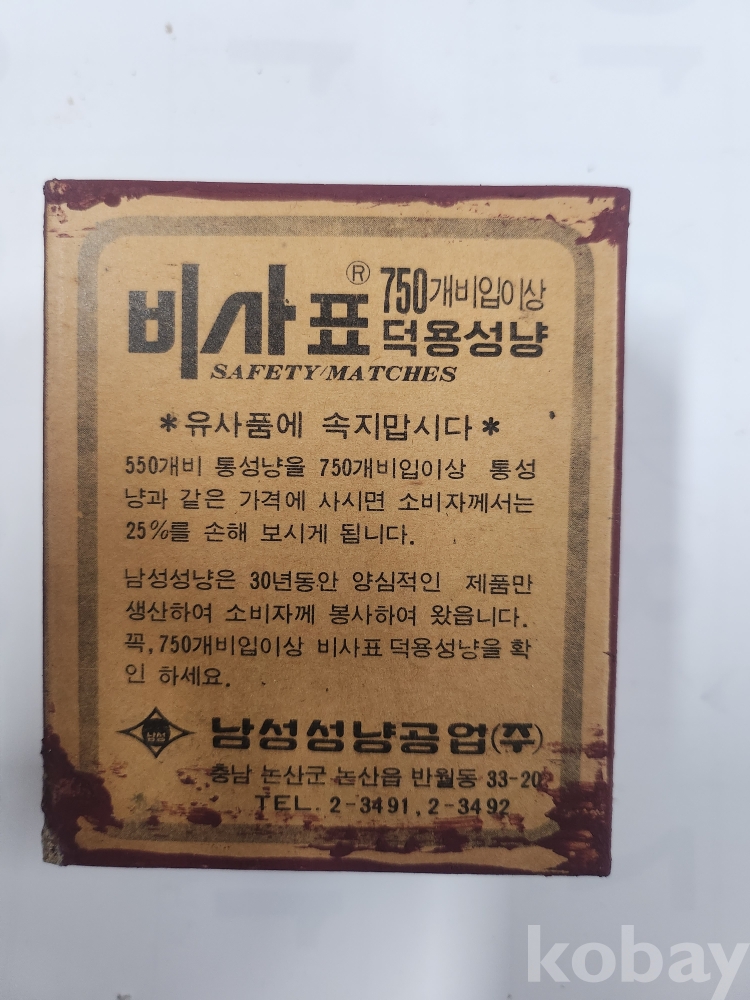 비사표® 750개비입이상
덕용성냥
SAFETY/MATCHES
*유사품에 속지맙시다*
550개비 통성냥을 750개비입이상 통성
냥과 같은 가격에 사시면 소비자께서는
25%를 손해 보시게 됩니다.
남성성냥은 30년동안 양심적인 제품만
생산하여 소비자께 봉사하여 왔읍니다.
꼭, 750개비입이상 비사표 덕용성냥을 확
인 하세요.
남성 남성성냥공업(주)
충남 논산군 논산읍 반월동 33-20
TEL. 2-3491, 2-3492
kobay